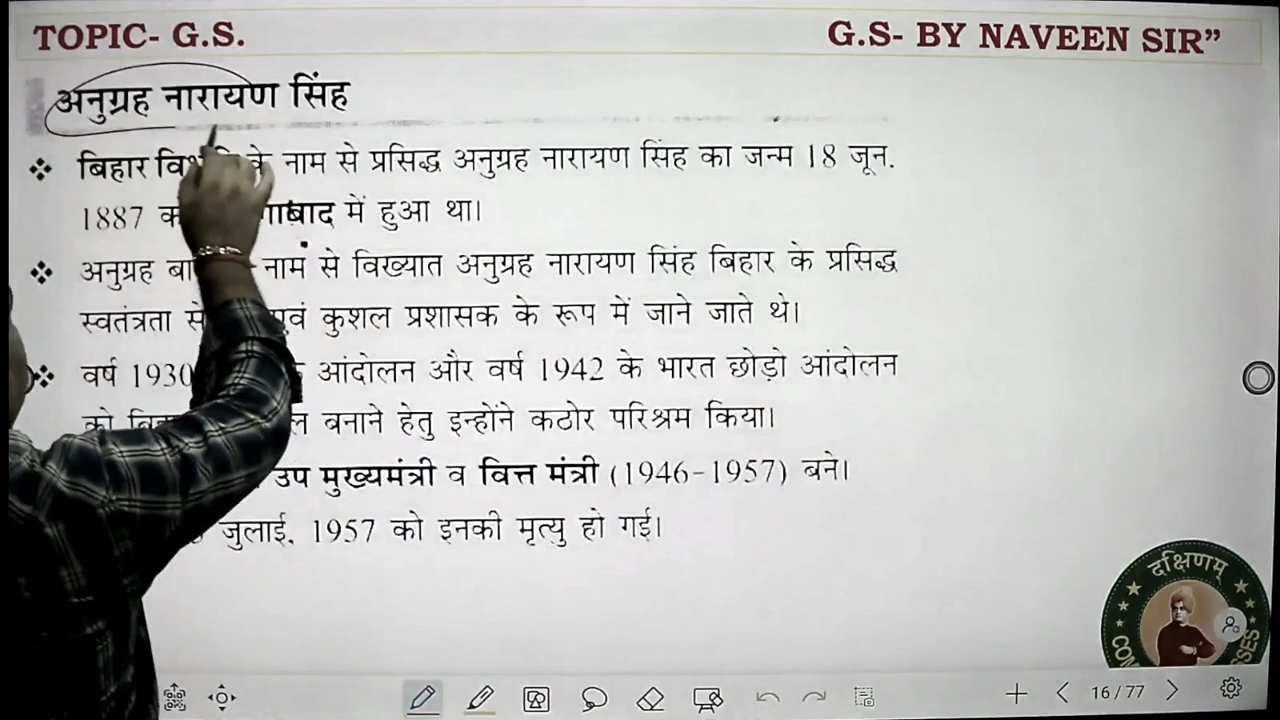 TOPIC- G.S.
G.S- BY NAVEEN SIR”
अनुग्रह नारायण सिंह
❖ बिहार के नाम से प्रसिद्ध अनुग्रह नारायण सिंह का जन्म 18 जून,
1887 में हुआ था।
❖ अनुग्रह नाम से विख्यात अनुग्रह नारायण सिंह बिहार के प्रसिद्ध
स्वतंत्रता एवं कुशल प्रशासक के रूप में जाने जाते थे।
❖ वर्ष 1930 आंदोलन और वर्ष 1942 के भारत छोड़ो आंदोलन
को बनाने हेतु इन्होंने कठोर परिश्रम किया।
उप मुख्यमंत्री व वित्त मंत्री (1946-1957) बने।
जुलाई, 1957 को इनकी मृत्यु हो गई।
दक्षिणम्
16 / 77